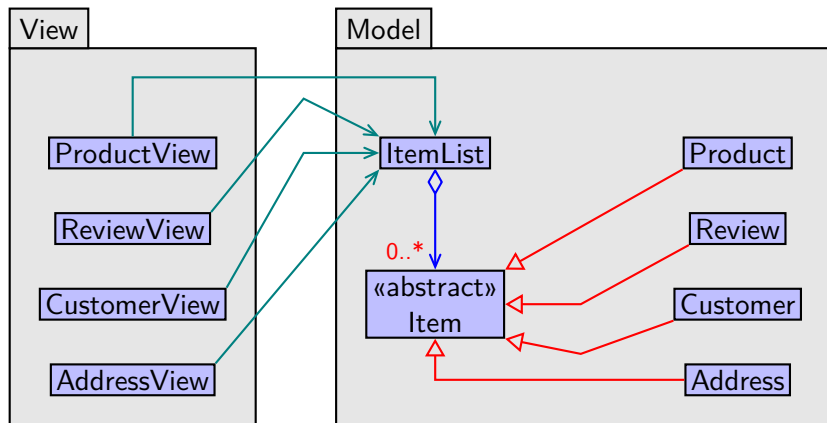 View
Model
ProductView
ItemList
Product
ReviewView
Review
0..*
«abstract»
Item
CustomerView
Customer
AddressView
Address